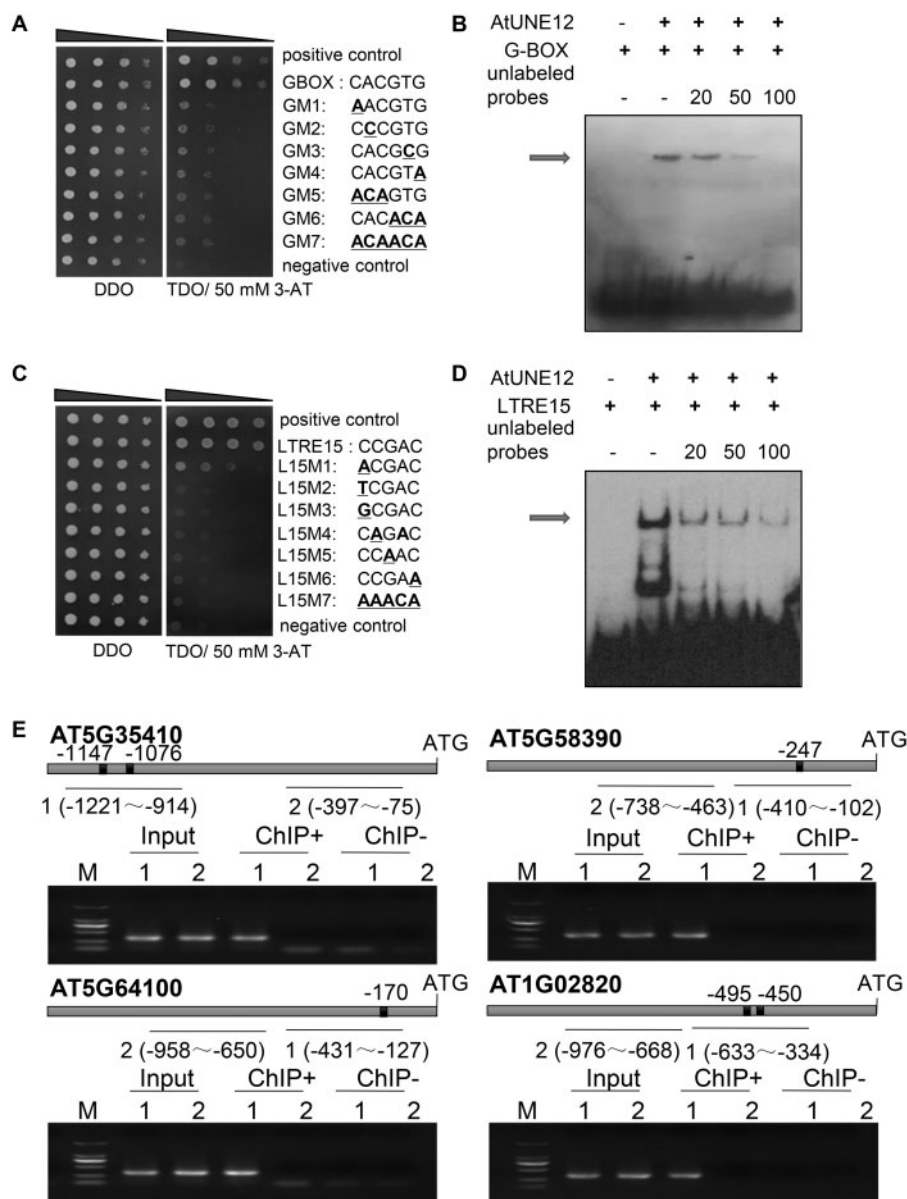 A
positive control
GBOX : CACGTG
GM1: AACGTG
GM2: CCCGTG
GM3: CACGCG
GM4: CACGTA
GM5: ACAGTG
GM6: CACACA
GM7: ACAACA
negative control
DDO TDO/ 50 mM 3-AT
B
AtUNE12 - + + + +
G-BOX + + + + +
unlabeled
probes - - 20 50 100
C
positive control
LTRE15 : CCGAC
L15M1: ACGAC
L15M2: TCGAC
L15M3: GCGAC
L15M4: CAGAC
L15M5: CCAAC
L15M6: CCGAA
L15M7: AAACA
negative control
DDO TDO/ 50 mM 3-AT
D
AtUNE12 - + + + +
LTRE15 + + + + +
unlabeled
probes - - 20 50 100
E
AT5G35410
-1147 -1076 ATG
1 (-1221~-914) 2 (-397~-75)
Input ChIP+ ChIP-
M 1 2 1 2 1 2
AT5G58390
-247 ATG
2 (-738~-463) 1 (-410~-102)
Input ChIP+ ChIP-
M 1 2 1 2 1 2
AT5G64100
-170 ATG
2 (-958~-650) 1 (-431~-127)
Input ChIP+ ChIP-
M 1 2 1 2 1 2
AT1G02820
-495 -450 ATG
2 (-976~-668) 1 (-633~-334)
Input ChIP+ ChIP-
M 1 2 1 2 1 2